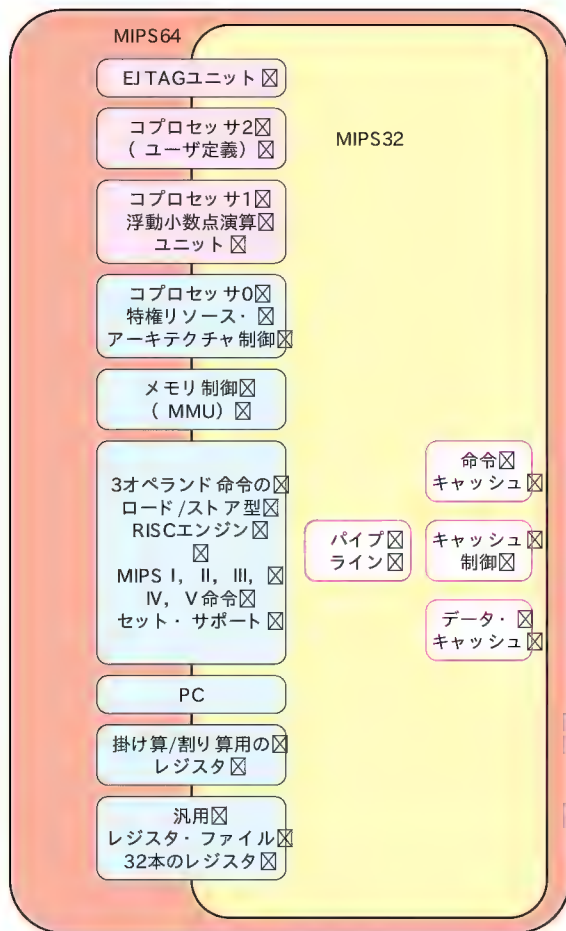 MIPS64
EJTAGユニット
コプロセッサ2
(ユーザ定義)
MIPS32
コプロセッサ1
浮動小数点演算
ユニット
コプロセッサ0
特権リソース・
アーキテクチャ制御
メモリ制御
(MMU)
3オペランド命令の
ロード/ストア型
RISCエンジン
MIPS I, II, III,
IV, V命令
セット・サポート
パイプ
ライン
命令
キャッシュ
キャッシュ
制御
データ・
キャッシュ
PC
掛け算/割り算用の
レジスタ
汎用
レジスタ・ファイル
32本のレジスタ